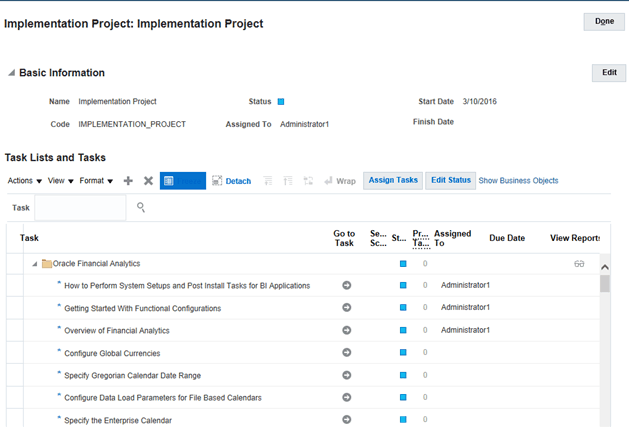 Implementation Project: Implementation Project
Done
Basic Information
Edit
Name Implementation Project Status Start Date 3/10/2016
Code IMPLEMENTATION_PROJECT Assigned To Administrator1 Finish Date
Task Lists and Tasks
Actions View Format Detach Wrap Assign Tasks Edit Status Show Business Objects
Task
Task Go to Task Se... Sc... St... Pr... Ta... Assigned To Due Date View Reports
Oracle Financial Analytics 0
* How to Perform System Setups and Post Install Tasks for BI Applications 0 Administrator1
* Getting Started With Functional Configurations 0 Administrator1
* Overview of Financial Analytics 0 Administrator1
* Configure Global Currencies 0
* Specify Gregorian Calendar Date Range 0
* Configure Data Load Parameters for File Based Calendars 0
* Specify the Enterprise Calendar 0